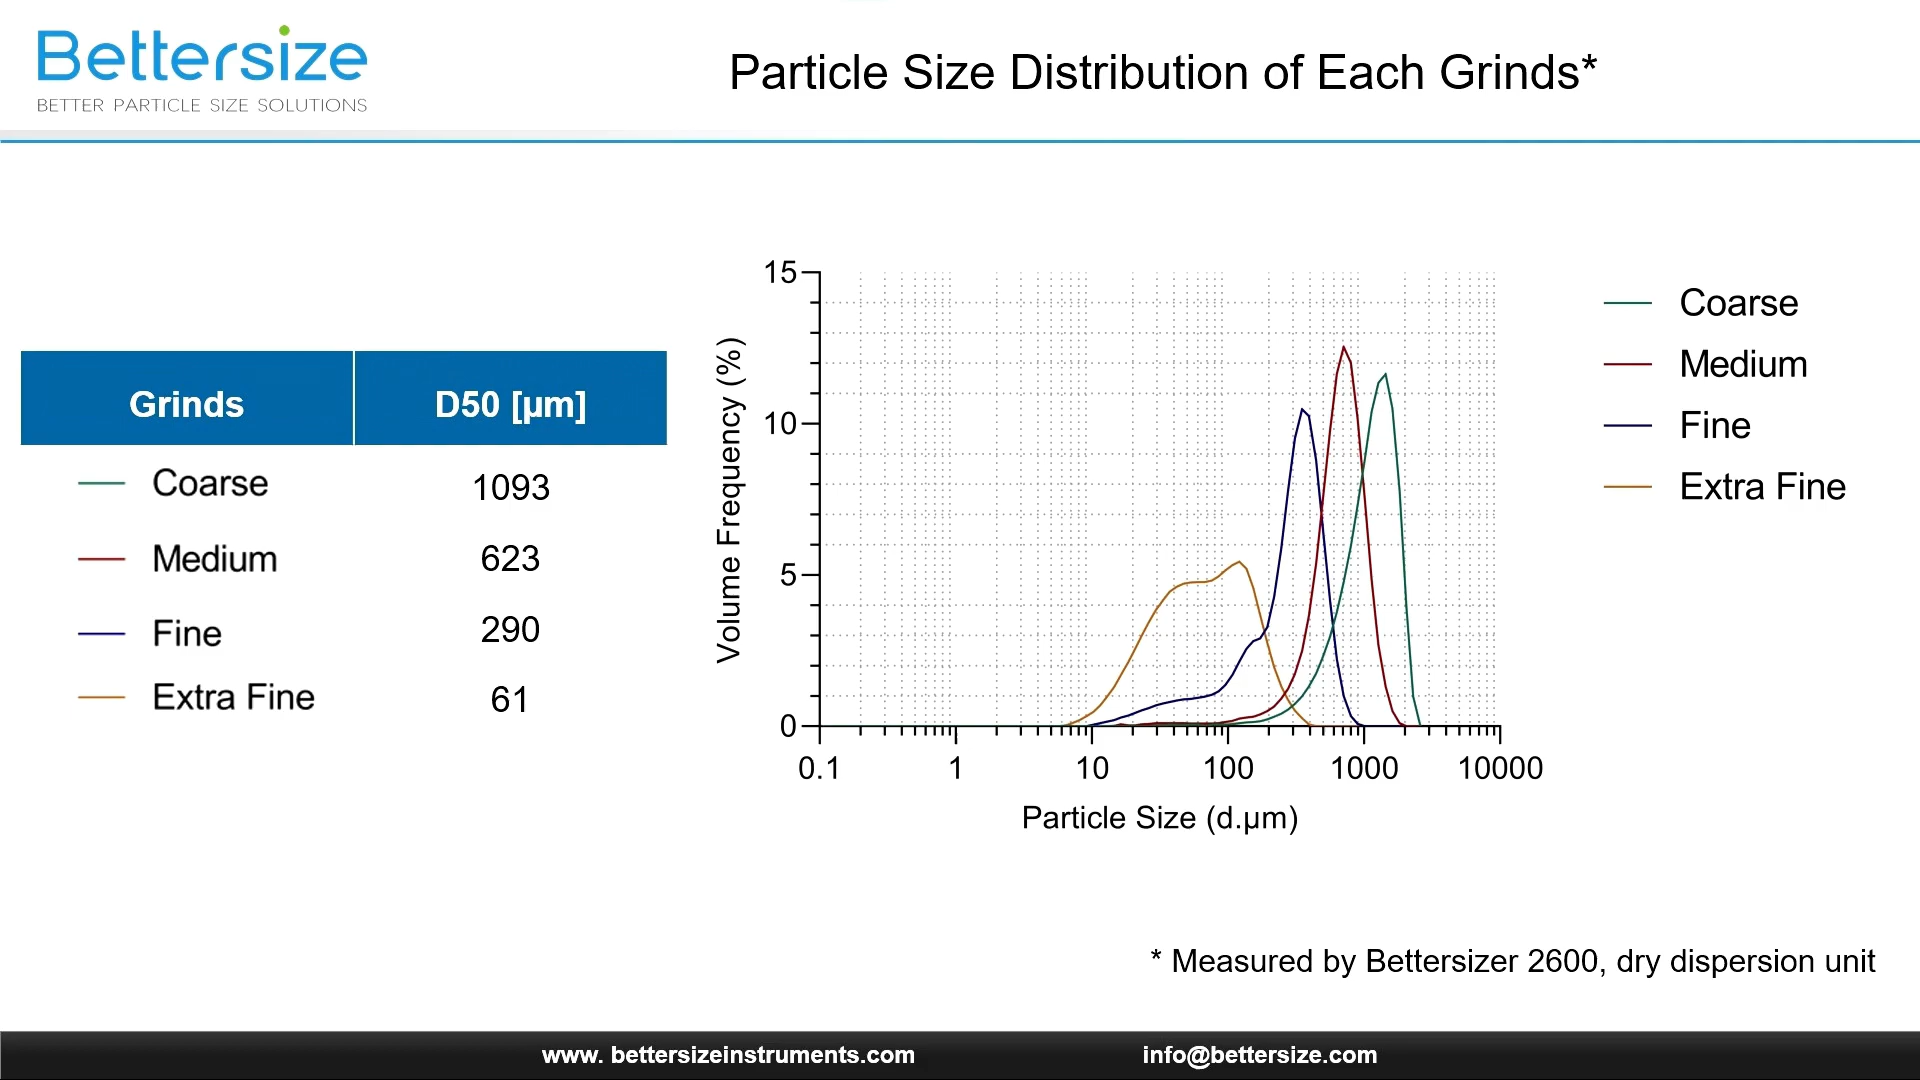 Bettersize
BETTER PARTICLE SIZE SOLUTIONS
Particle Size Distribution of Each Grinds*
Grinds D50 [µm]
Coarse 1093
Medium 623
Fine 290
Extra Fine 61
Volume Frequency (%)
15
10
5
0
0.1 1 10 100 1000 10000
Particle Size (d.µm)
Coarse
Medium
Fine
Extra Fine
* Measured by Bettersizer 2600, dry dispersion unit
www. bettersizeinstruments.com info@bettersize.com